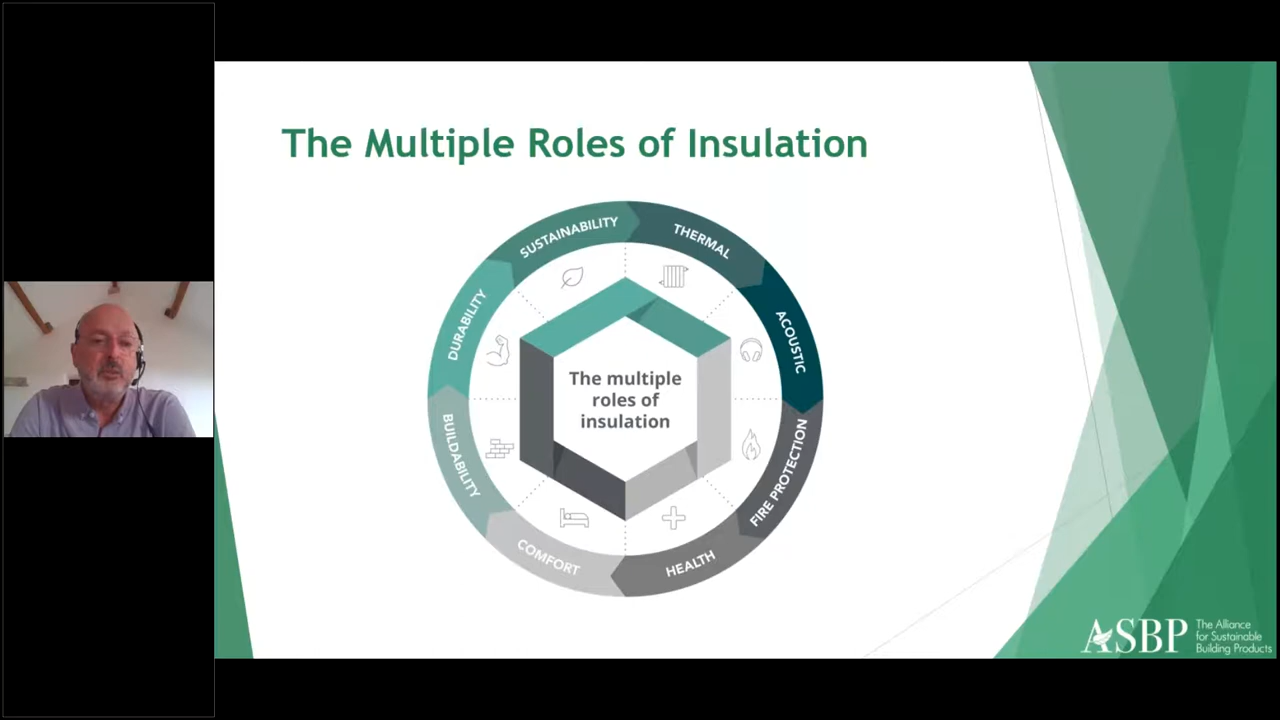 The Multiple Roles of Insulation
SUSTAINABILITY
THERMAL
ACOUSTIC
FIRE PROTECTION
HEALTH
COMFORT
BUILDABILITY
DURABILITY
The multiple
roles of
insulation
ASBP
The Alliance
for Sustainable
Building Products